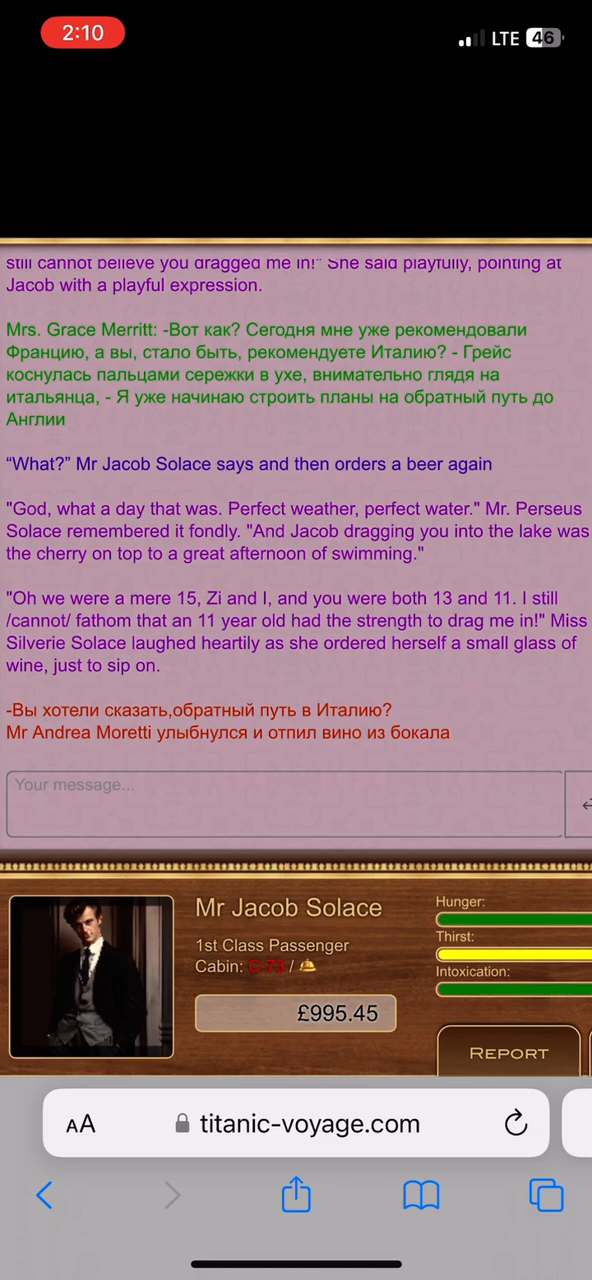 2:10
LTE 46
still cannot believe you dragged me in!" She said playfully, pointing at
Jacob with a playful expression.
Mrs. Grace Merritt: -Вот как? Сегодня мне уже рекомендовали
Францию, а вы, стало быть, рекомендуете Италию? - Грейс
коснулась пальцами сережки в ухе, внимательно глядя на
итальянца, - Я уже начинаю строить планы на обратный путь до
Англии
“What?” Mr Jacob Solace says and then orders a beer again
"God, what a day that was. Perfect weather, perfect water." Mr. Perseus
Solace remembered it fondly. "And Jacob dragging you into the lake was
the cherry on top to a great afternoon of swimming."
"Oh we were a mere 15, Zi and I, and you were both 13 and 11. I still
/cannot/ fathom that an 11 year old had the strength to drag me in!" Miss
Silverie Solace laughed heartily as she ordered herself a small glass of
wine, just to sip on.
-Вы хотели сказать,обратный путь в Италию?
Mr Andrea Moretti улыбнулся и отпил вино из бокала
Your message...
Mr Jacob Solace
1st Class Passenger
Cabin: C-73 /
£995.45
Hunger:
Thirst:
Intoxication:
REPORT
AA titanic-voyage.com